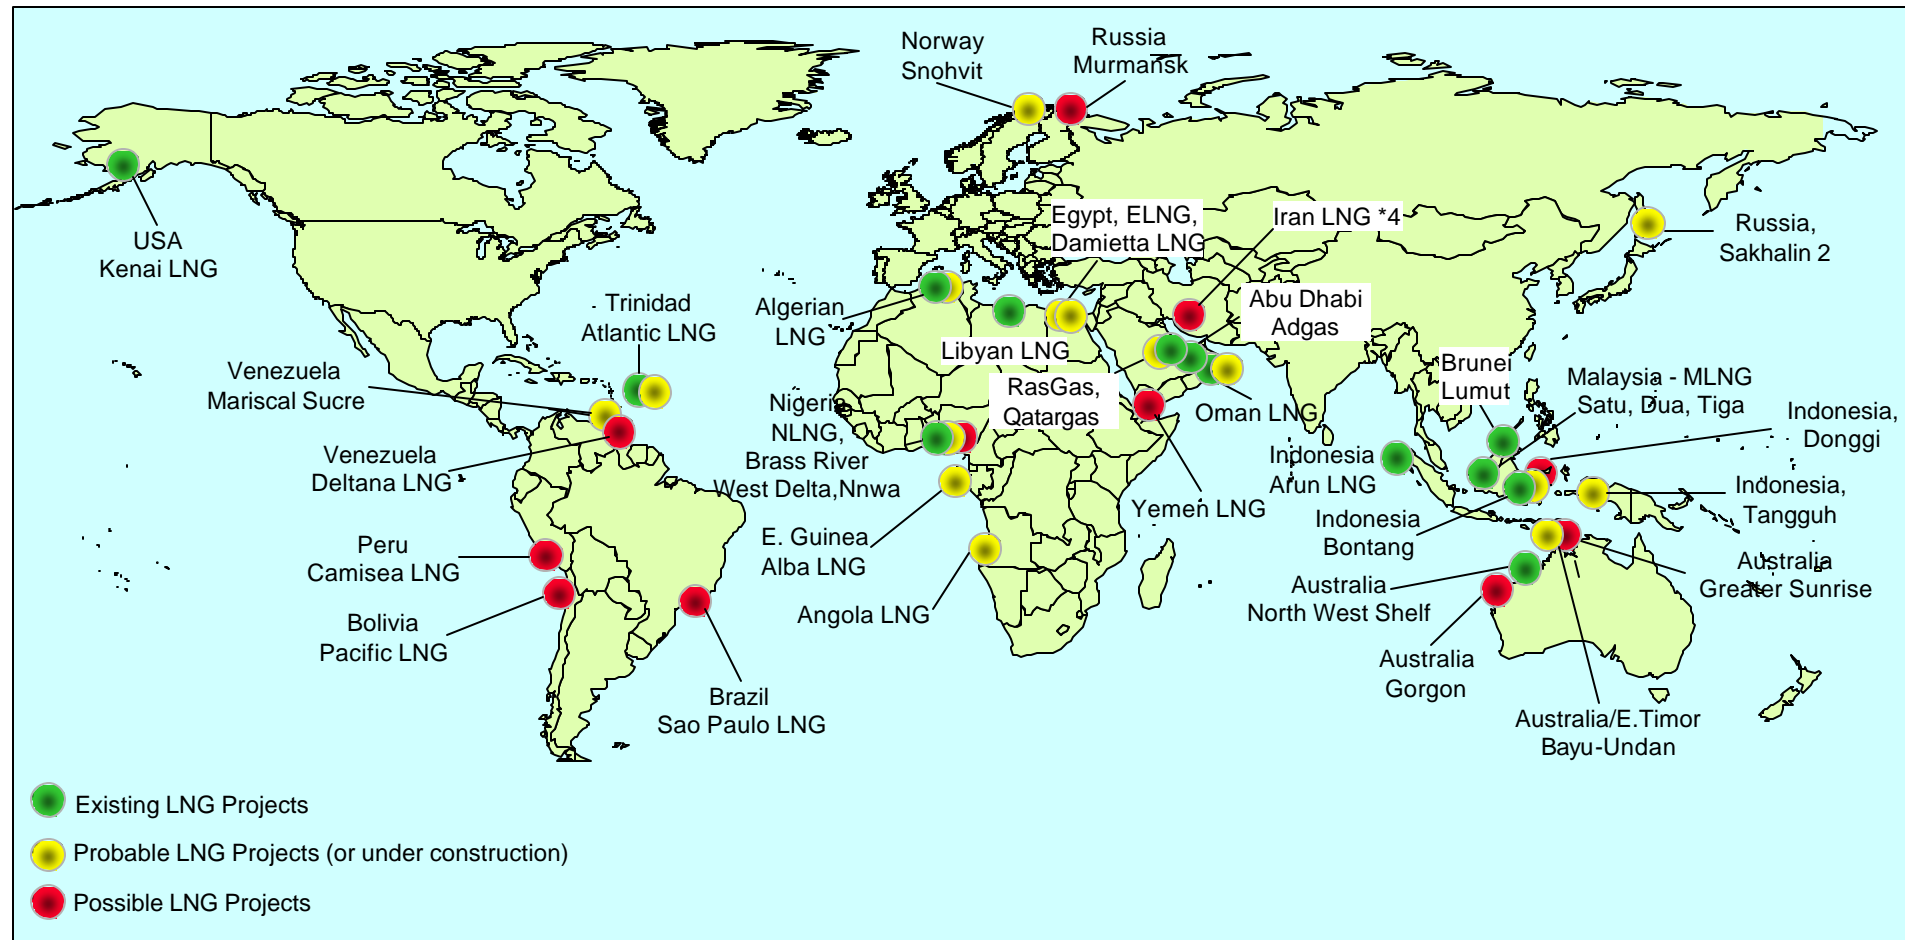 Norway
Snohvit
Russia
Murmansk
USA
Kenai LNG
Egypt, ELNG,
Damietta LNG
Iran LNG *4
Russia,
Sakhalin 2
Trinidad
Atlantic LNG
Algerian
LNG
Abu Dhabi
Adgas
Libyan LNG
Venezuela
Mariscal Sucre
RasGas,
Qatargas
Oman LNG
Brunei
Lumut
Malaysia - MLNG
Satu, Dua, Tiga
Indonesia,
Donggi
Nigeria
NLNG,
Brass River
West Delta,Nnwa
Venezuela
Deltana LNG
Indonesia
Arun LNG
Yemen LNG
Indonesia,
Tangguh
Indonesia
Bontang
E. Guinea
Alba LNG
Peru
Camisea LNG
Australia
Greater Sunrise
Australia
North West Shelf
Angola LNG
Bolivia
Pacific LNG
Australia
Gorgon
Brazil
Sao Paulo LNG
Australia/E.Timor
Bayu-Undan
Existing LNG Projects
Probable LNG Projects (or under construction)
Possible LNG Projects